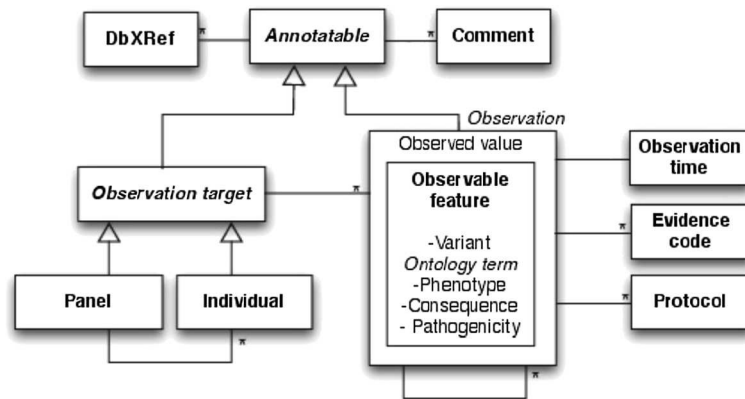 DbXRef
Annotatable
Comment
*
*
Observation
Observed value
Observation
time
Observation target
*
Observable
feature
Evidence
code
*
-Variant
Ontology term
-Phenotype
-Consequence
- Pathogenicity
Panel
Individual
Protocol
*
*
*